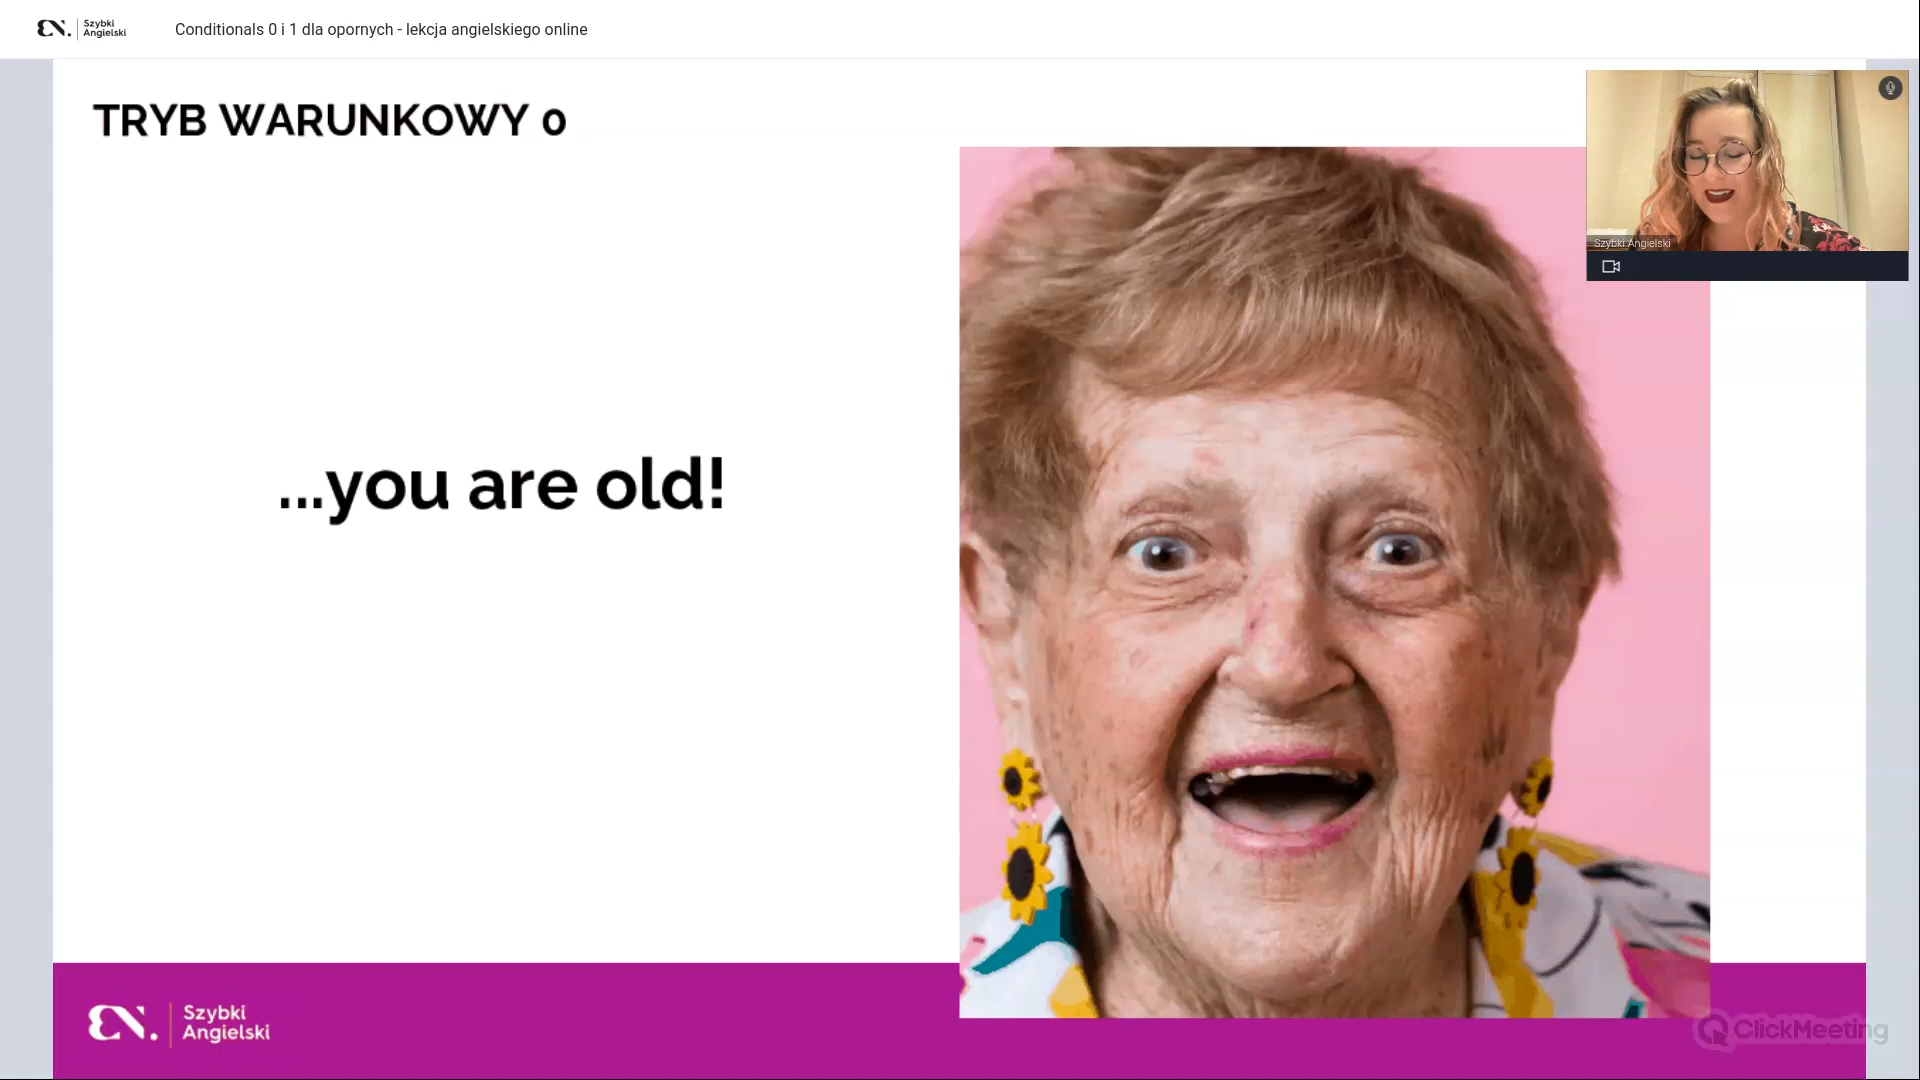 Szybki
Angielski
Conditionals 0 i 1 dla opornych - lekcja angielskiego online
TRYB WARUNKOWY 0
Szybki Angielski
...you are old!
Szybki
Angielski
ClickMeeting